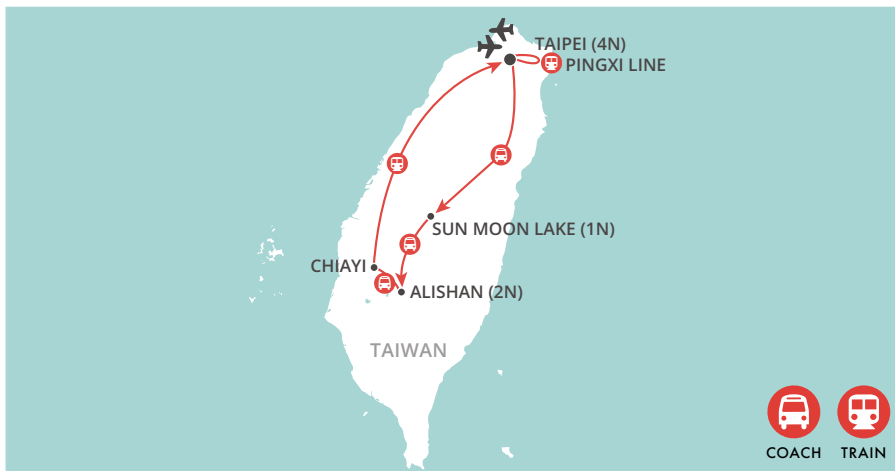 TAIPEI (4N)
PINGXI LINE
SUN MOON LAKE (1N)
CHIAYI
ALISHAN (2N)
TAIWAN
COACH
TRAIN